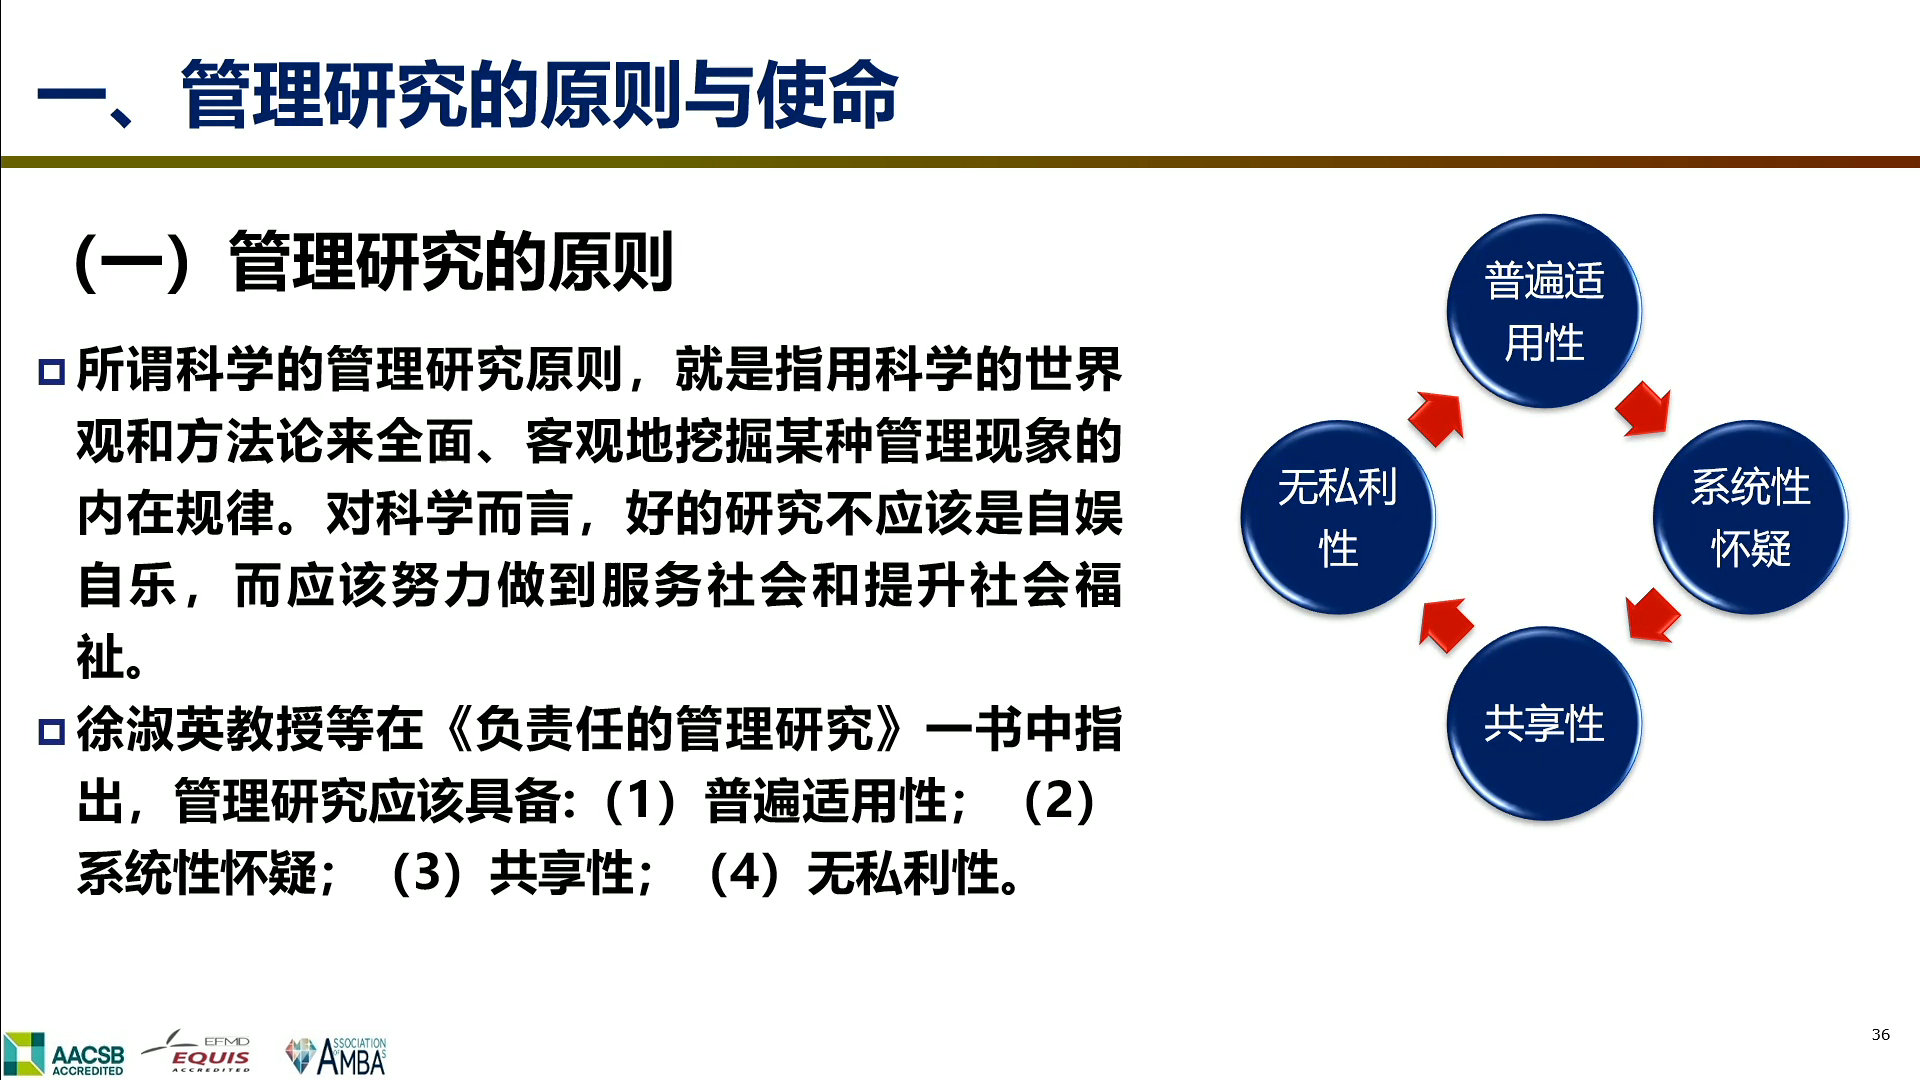 一、管理研究的原则与使命
（一）管理研究的原则
所谓科学的管理研究原则，就是指用科学的世界
观和方法论来全面、客观地挖掘某种管理现象的
内在规律。对科学而言，好的研究不应该是自娱
自乐，而应该努力做到服务社会和提升社会福
祉。
徐淑英教授等在《负责任的管理研究》一书中指
出，管理研究应该具备:（1）普遍适用性；（2）
系统性怀疑；（3）共享性；（4）无私利性。
普遍适
用性
系统性
怀疑
共享性
无私利
性
AACSB
ACCREDITED
EFMD
EQUIS
ACCREDITED
ASSOCIATION
OF
AMBAS
36